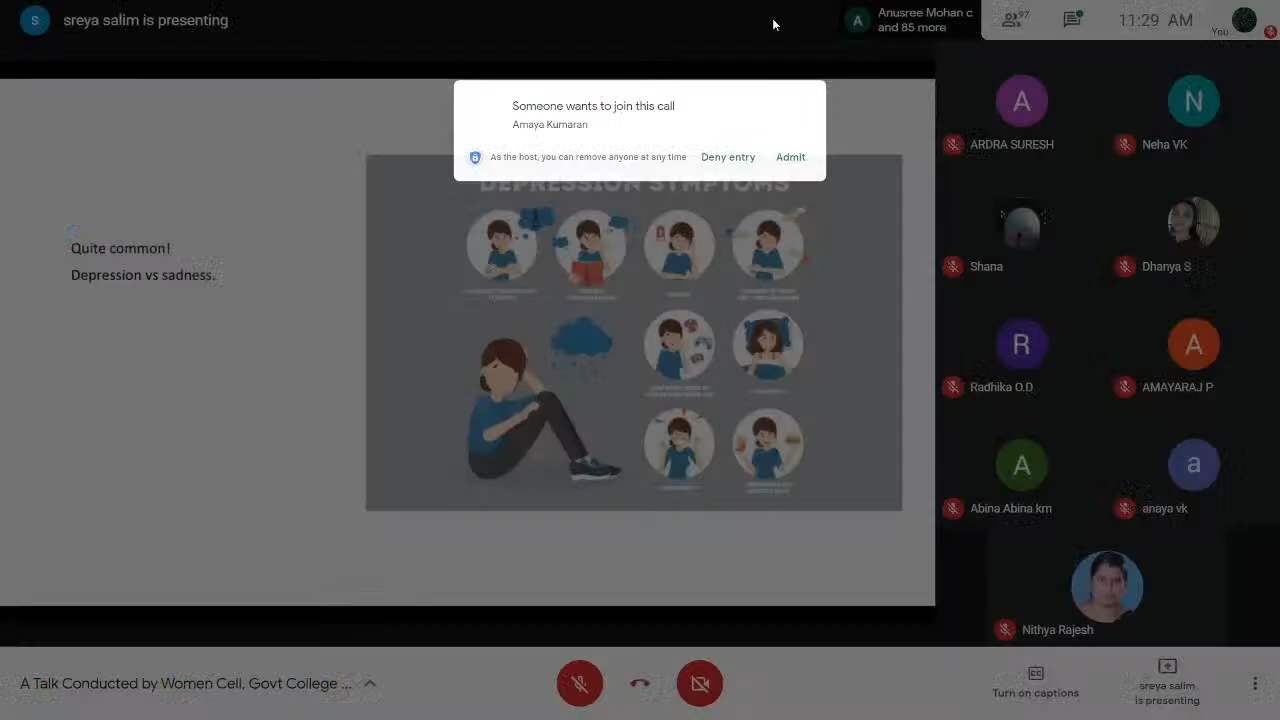 S
sreya salim is presenting
A
Anusree Mohan c
and 85 more
97
11:29 AM
You
Someone wants to join this call
Amaya Kumaran
As the host, you can remove anyone at any time
Deny entry
Admit
DEPRESSION SYMPTOMS
Quite common!
Depression vs sadness.
A
ARDRA SURESH
N
Neha VK
Shana
Dhanya S
R
Radhika O.D
A
AMAYARAJ P
A
Abina Abina.km
a
anaya vk
Nithya Rajesh
A Talk Conducted by Women Cell, Govt College ...
CC
Turn on captions
sreya salim
is presenting